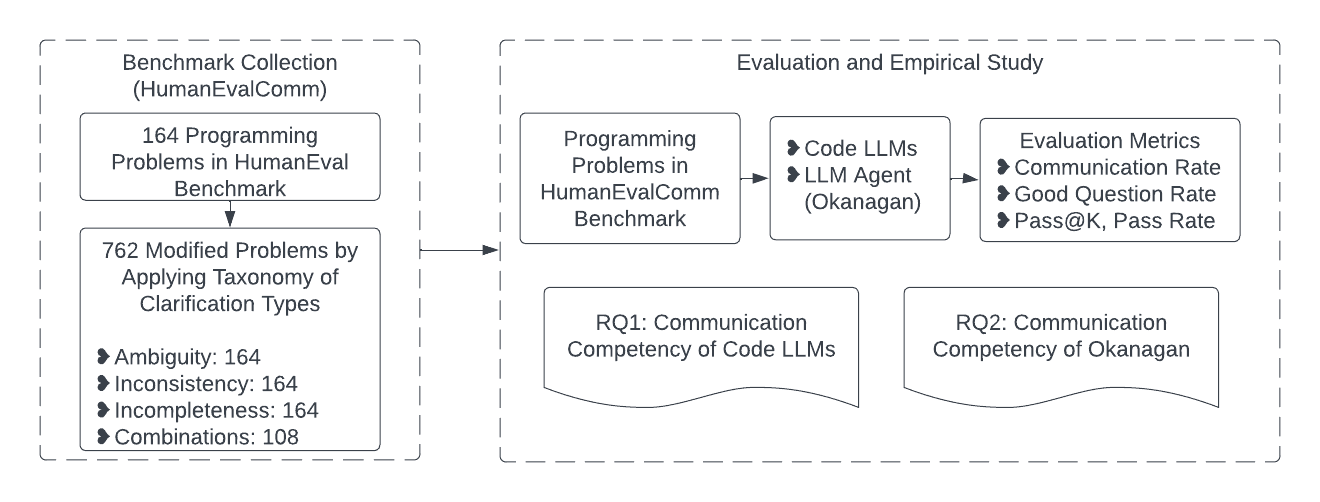 Benchmark Collection
(HumanEvalComm)
164 Programming
Problems in HumanEval
Benchmark
762 Modified Problems by
Applying Taxonomy of
Clarification Types
❥ Ambiguity: 164
❥ Inconsistency: 164
❥ Incompleteness: 164
❥ Combinations: 108
Evaluation and Empirical Study
Programming
Problems in
HumanEvalComm
Benchmark
❥ Code LLMs
❥ LLM Agent
(Okanagan)
Evaluation Metrics
❥ Communication Rate
❥ Good Question Rate
❥ Pass@K, Pass Rate
RQ1: Communication
Competency of Code LLMs
RQ2: Communication
Competency of Okanagan